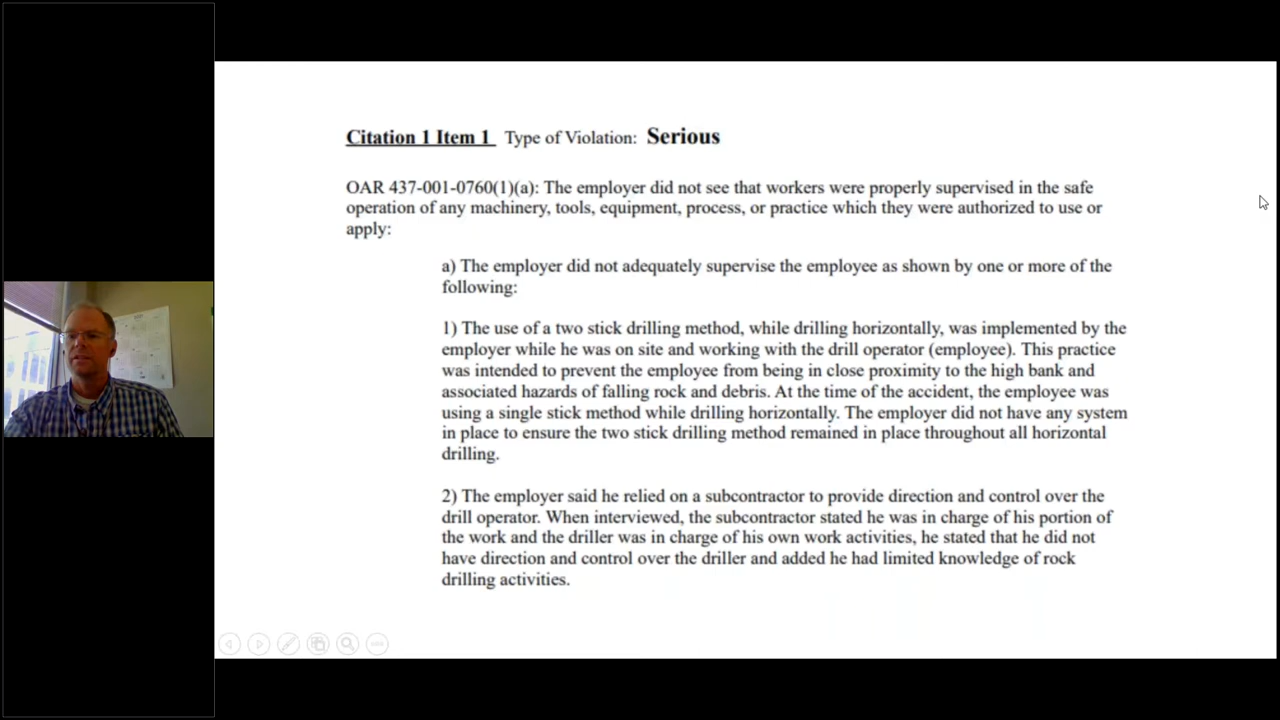 Citation 1 Item 1 Type of Violation: Serious
OAR 437-001-0760(1)(a): The employer did not see that workers were properly supervised in the safe
operation of any machinery, tools, equipment, process, or practice which they were authorized to use or
apply:
a) The employer did not adequately supervise the employee as shown by one or more of the
following:
1) The use of a two stick drilling method, while drilling horizontally, was implemented by the
employer while he was on site and working with the drill operator (employee). This practice
was intended to prevent the employee from being in close proximity to the high bank and
associated hazards of falling rock and debris. At the time of the accident, the employee was
using a single stick method while drilling horizontally. The employer did not have any system
in place to ensure the two stick drilling method remained in place throughout all horizontal
drilling.
2) The employer said he relied on a subcontractor to provide direction and control over the
drill operator. When interviewed, the subcontractor stated he was in charge of his portion of
the work and the driller was in charge of his own work activities, he stated that he did not
have direction and control over the driller and added he had limited knowledge of rock
drilling activities.